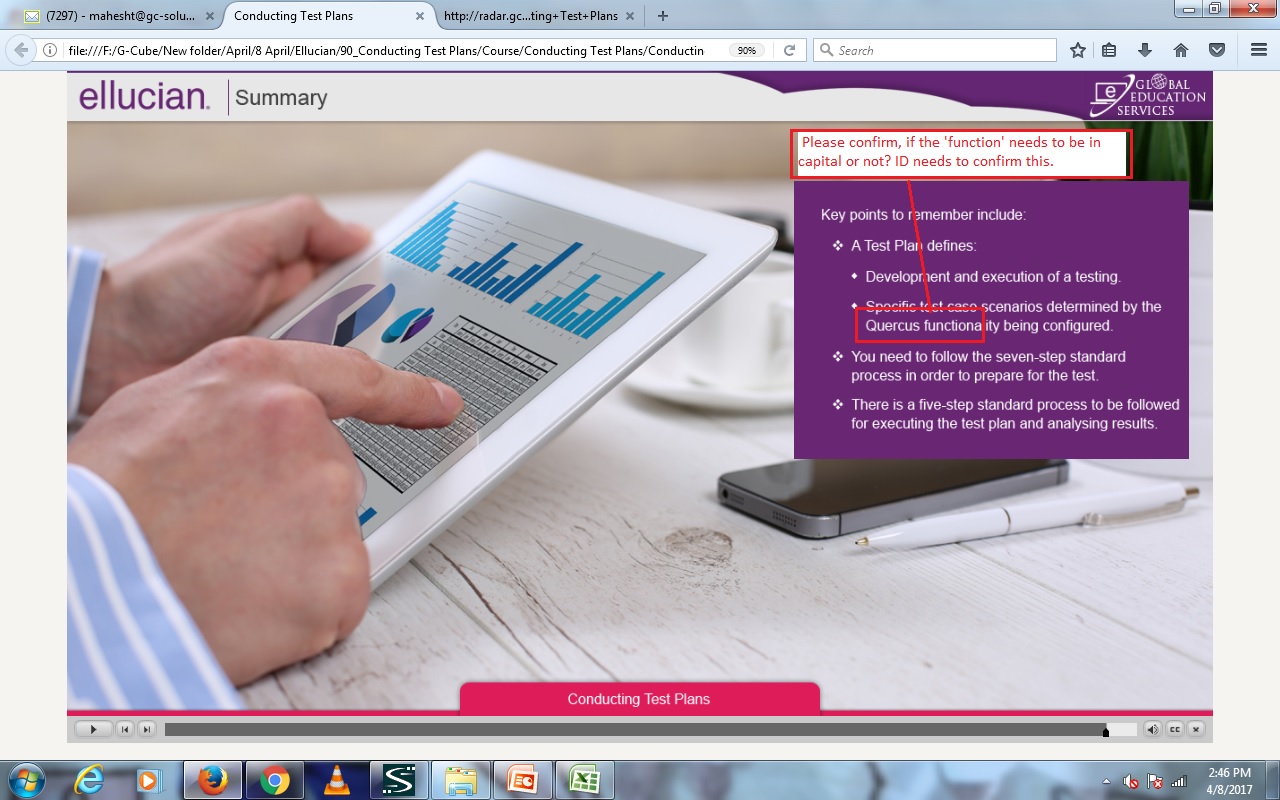 (7297) - mahesht@gc-solu...
Conducting Test Plans
http://radar.gc...ting+Test+Plans
file:///F:/G-Cube/New folder/April/8 April/Ellucian/90_Conducting Test Plans/Course/Conducting Test Plans/Conductin
90%
Search
ellucian.
Summary
e
GLOBAL
EDUCATION
SERVICES
Please confirm, if the 'function' needs to be in
capital or not? ID needs to confirm this.
Key points to remember include:
❖ A Test Plan defines:
Development and execution of a testing.
Specific test case scenarios determined by the
Quercus functionality being configured.
❖ You need to follow the seven-step standard
process in order to prepare for the test.
❖ There is a five-step standard process to be followed
for executing the test plan and analysing results.
Conducting Test Plans
CC
2:46 PM
4/8/2017